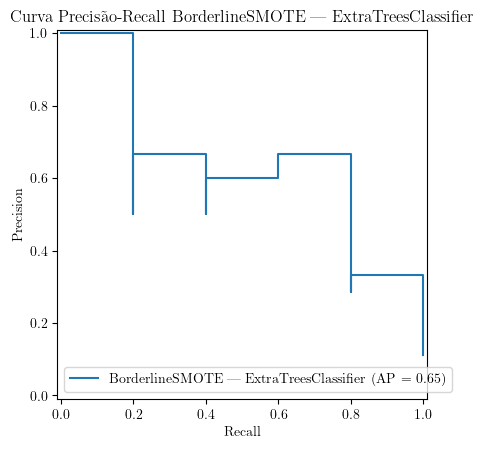 Curva Precisão-Recall BorderlineSMOTE — ExtraTreesClassifier
1.0
0.8
0.6
0.4
0.2
0.0
Precision
BorderlineSMOTE — ExtraTreesClassifier (AP = 0.65)
0.0 0.2 0.4 0.6 0.8 1.0
Recall